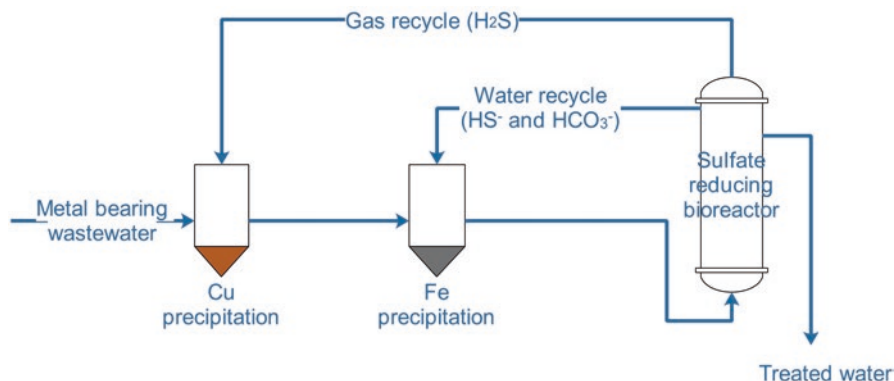 Gas recycle (H₂S)
Water recycle
(HS⁻ and HCO₃⁻)
Sulfate
reducing
bioreactor
Metal bearing
wastewater
Cu
precipitation
Fe
precipitation
Treated water